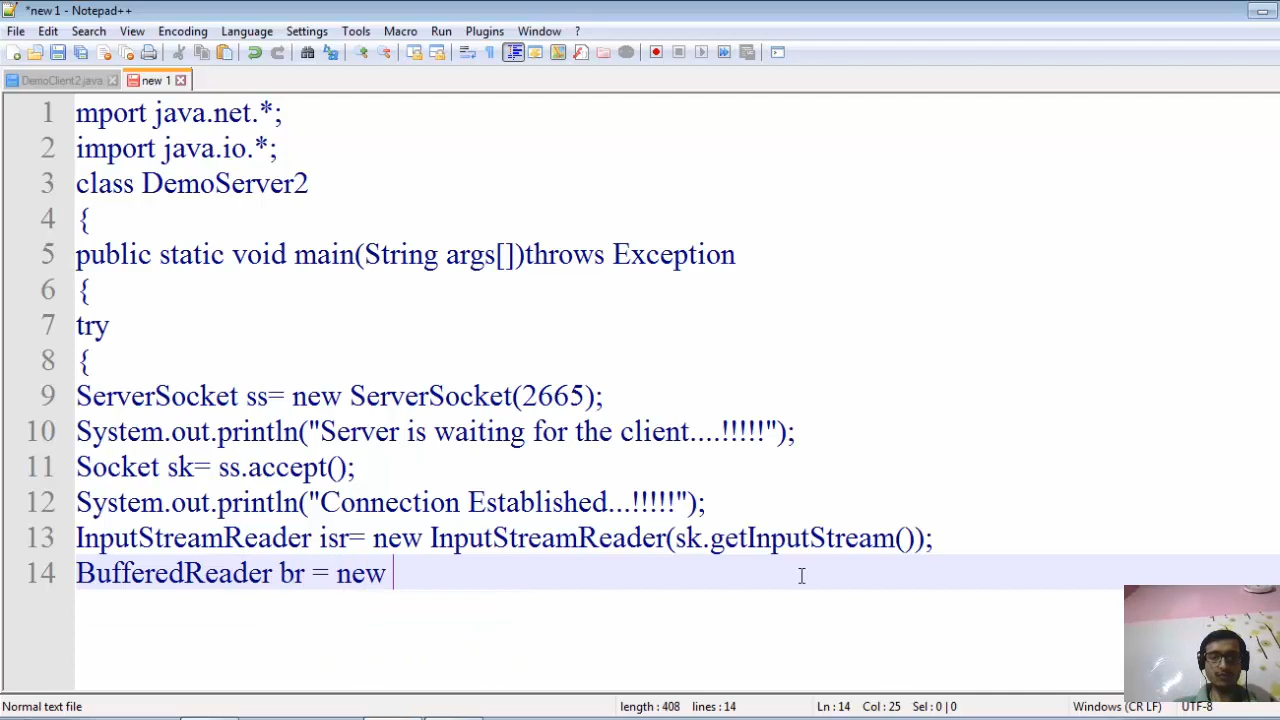 *new 1 - Notepad++
File Edit Search View Encoding Language Settings Tools Macro Run Plugins Window ?
DemoClient2.java new 1
1 mport java.net.*;
2 import java.io.*;
3 class DemoServer2
4 {
5 public static void main(String args[])throws Exception
6 {
7 try
8 {
9 ServerSocket ss= new ServerSocket(2665);
10 System.out.println("Server is waiting for the client....!!!!!");
11 Socket sk= ss.accept();
12 System.out.println("Connection Established...!!!!!");
13 InputStreamReader isr= new InputStreamReader(sk.getInputStream());
14 BufferedReader br = new
Normal text file length : 408 lines : 14 Ln : 14 Col : 25 Sel : 0 | 0 Windows (CR LF) UTF-8